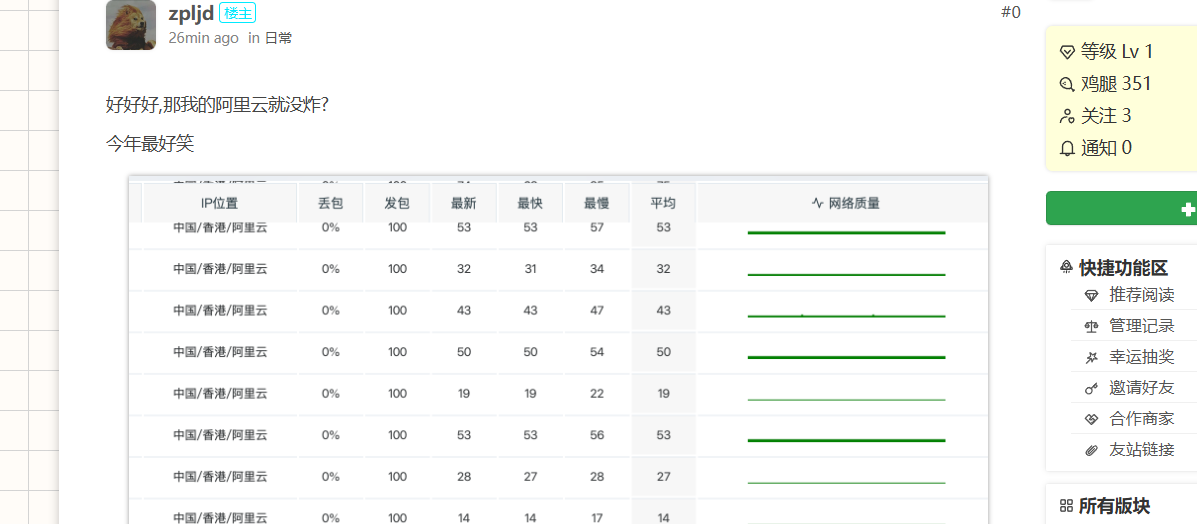 zpljd 楼主
#0
26min ago in 日常
好好好,那我的阿里云就没炸?
今年最好笑
IP位置 丢包 发包 最新 最快 最慢 平均 网络质量
中国/香港/阿里云 0% 100 53 53 57 53
中国/香港/阿里云 0% 100 32 31 34 32
中国/香港/阿里云 0% 100 43 43 47 43
中国/香港/阿里云 0% 100 50 50 54 50
中国/香港/阿里云 0% 100 19 19 22 19
中国/香港/阿里云 0% 100 53 53 56 53
中国/香港/阿里云 0% 100 28 27 28 27
中国/香港/阿里云 0% 100 14 14 17 14
等级 Lv 1
鸡腿 351
关注 3
通知 0
快捷功能区
推荐阅读
管理记录
幸运抽奖
邀请好友
合作商家
友站链接
所有版块